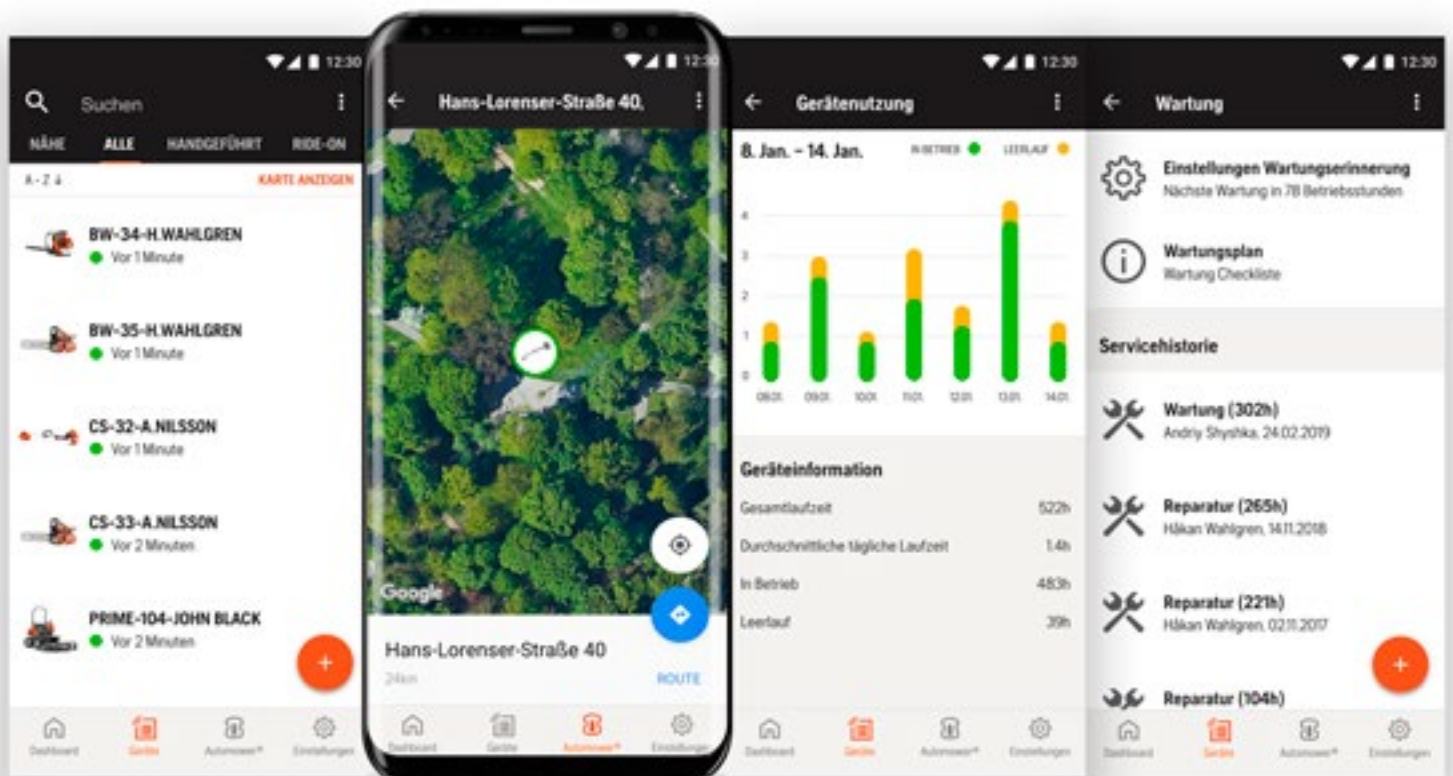 12:30
Suchen
NÄHE ALLE HANDGEFÜHRT RIDE-ON
A-Z ↓ KARTE ANZEIGEN
BW-34-H.WAHLGREN
Vor 1 Minute
BW-35-H.WAHLGREN
Vor 1 Minute
CS-32-A.NILSSON
Vor 1 Minute
CS-33-A.NILSSON
Vor 2 Minuten
PRIME-104-JOHN BLACK
Vor 2 Minuten
+
Dashboard Geräte Automower® Einstellungen
12:30
Hans-Lorenser-Straße 40,
Google
Hans-Lorenser-Straße 40
24km ROUTE
Dashboard Geräte Automower® Einstellungen
12:30
Gerätenutzung
8. Jan. - 14. Jan. IN BETRIEB LEERLAUF
4
3
2
1
0
08.01. 09.01. 10.01. 11.01. 12.01. 13.01. 14.01.
Geräteinformation
Gesamtlaufzeit 522h
Durchschnittliche tägliche Laufzeit 1.4h
In Betrieb 483h
Leerlauf 39h
Dashboard Geräte Automower® Einstellungen
12:30
Wartung
Einstellungen Wartungserinnerung
Nächste Wartung in 78 Betriebsstunden
Wartungsplan
Wartung Checkliste
Servicehistorie
Wartung (302h)
Andriy Shyshka, 24.02.2019
Reparatur (265h)
Håkan Wahlgren, 14.11.2018
Reparatur (221h)
Håkan Wahlgren, 02.11.2017
+
Reparatur (104h)
Dashboard Geräte Automower® Einstellungen